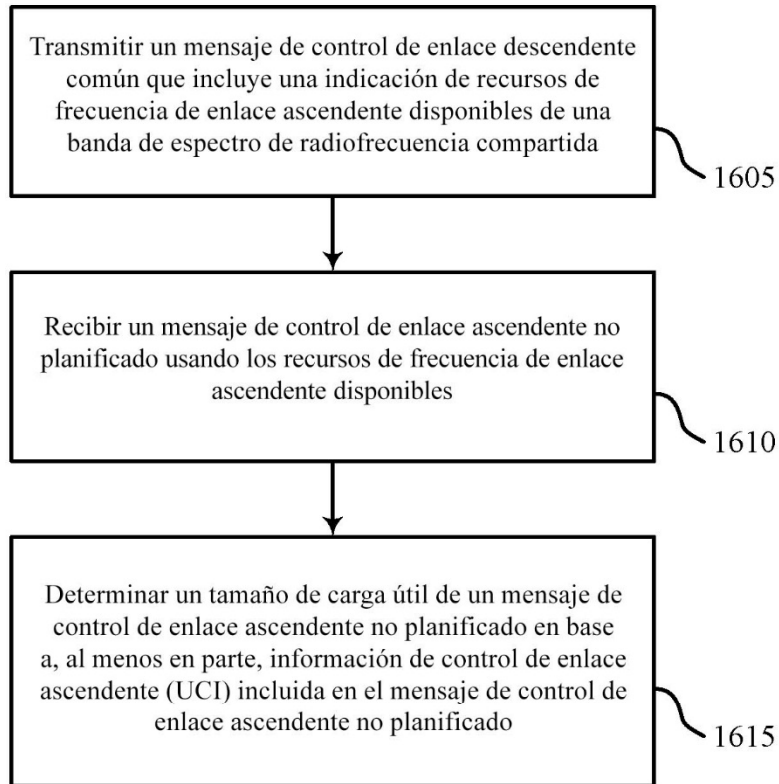 Transmitir un mensaje de control de enlace descendente
común que incluye una indicación de recursos de
frecuencia de enlace ascendente disponibles de una
banda de espectro de radiofrecuencia compartida
1605
Recibir un mensaje de control de enlace ascendente no
planificado usando los recursos de frecuencia de enlace
ascendente disponibles
1610
Determinar un tamaño de carga útil de un mensaje de
control de enlace ascendente no planificado en base
a, al menos en parte, información de control de enlace
ascendente (UCI) incluida en el mensaje de control de
enlace ascendente no planificado
1615